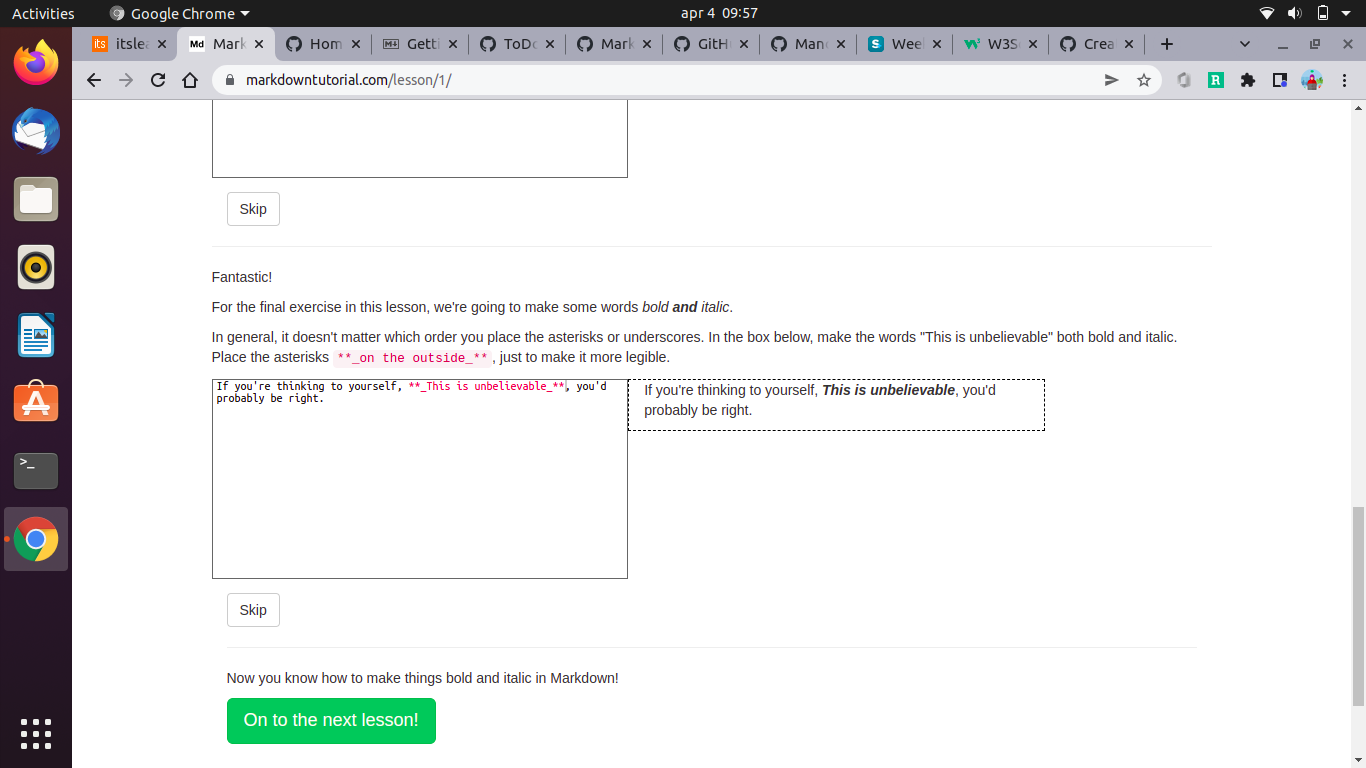 Activities Google Chrome apr 4 09:57
its itslea Md Mark Hom Getti ToDo Mark GitH Man S Wee W3S Crea
markdowntutorial.com/lesson/1/
Skip
Fantastic!
For the final exercise in this lesson, we're going to make some words bold and italic.
In general, it doesn't matter which order you place the asterisks or underscores. In the box below, make the words "This is unbelievable" both bold and italic.
Place the asterisks **_on the outside_**, just to make it more legible.
If you're thinking to yourself, **_This is unbelievable_**, you'd
probably be right.
If you're thinking to yourself, This is unbelievable, you'd
probably be right.
Skip
Now you know how to make things bold and italic in Markdown!
On to the next lesson!